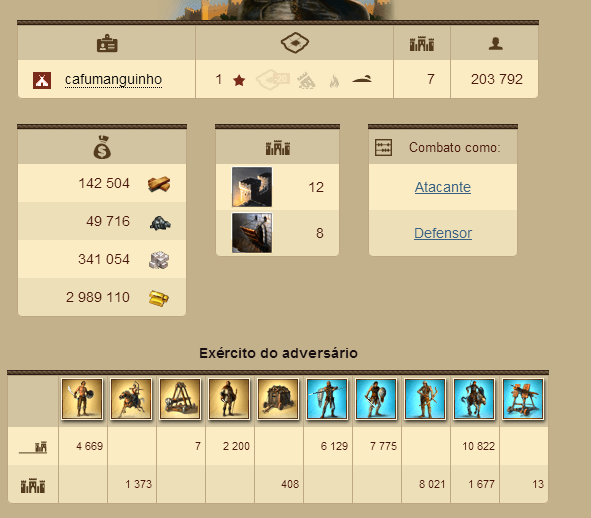 cafumanguinho 1 7 203 792
Combato como:
142 504 12 Atacante
49 716
341 054 8 Defensor
2 989 110
Exército do adversário
4 669 7 2 200 6 129 7 775 10 822
1 373 408 8 021 1 677 13